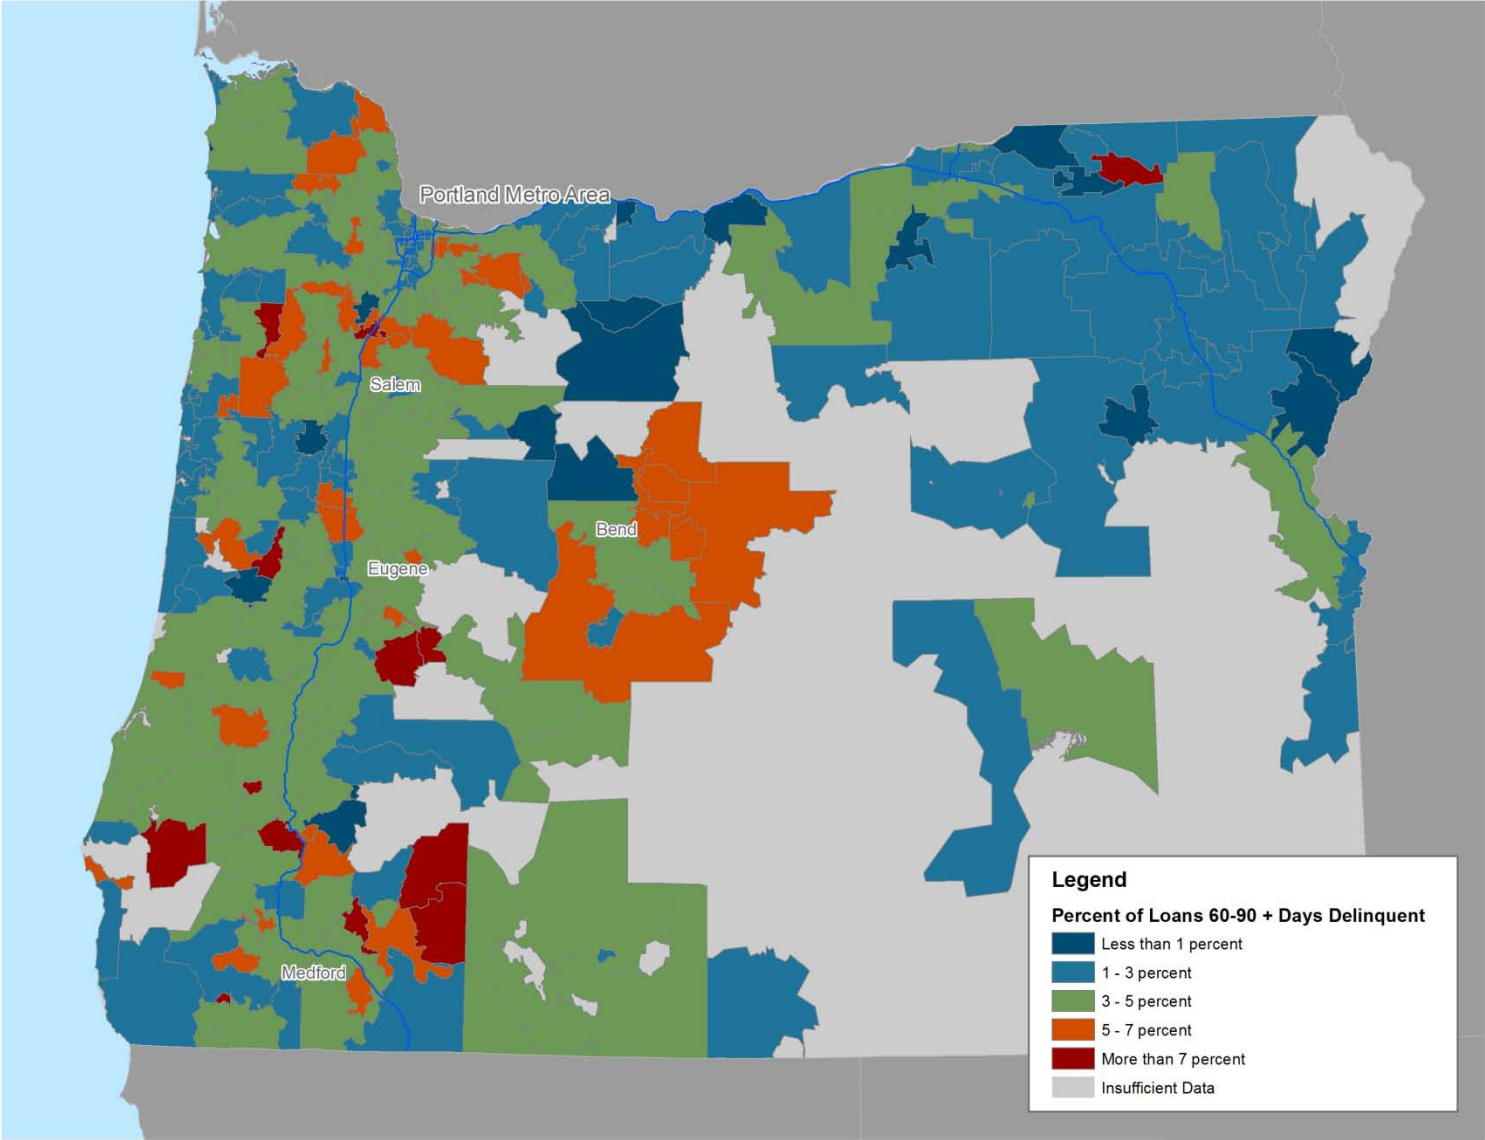 Portland Metro Area
Salem
Bend
Eugene
Medford
Legend
Percent of Loans 60-90 + Days Delinquent
Less than 1 percent
1 - 3 percent
3 - 5 percent
5 - 7 percent
More than 7 percent
Insufficient Data